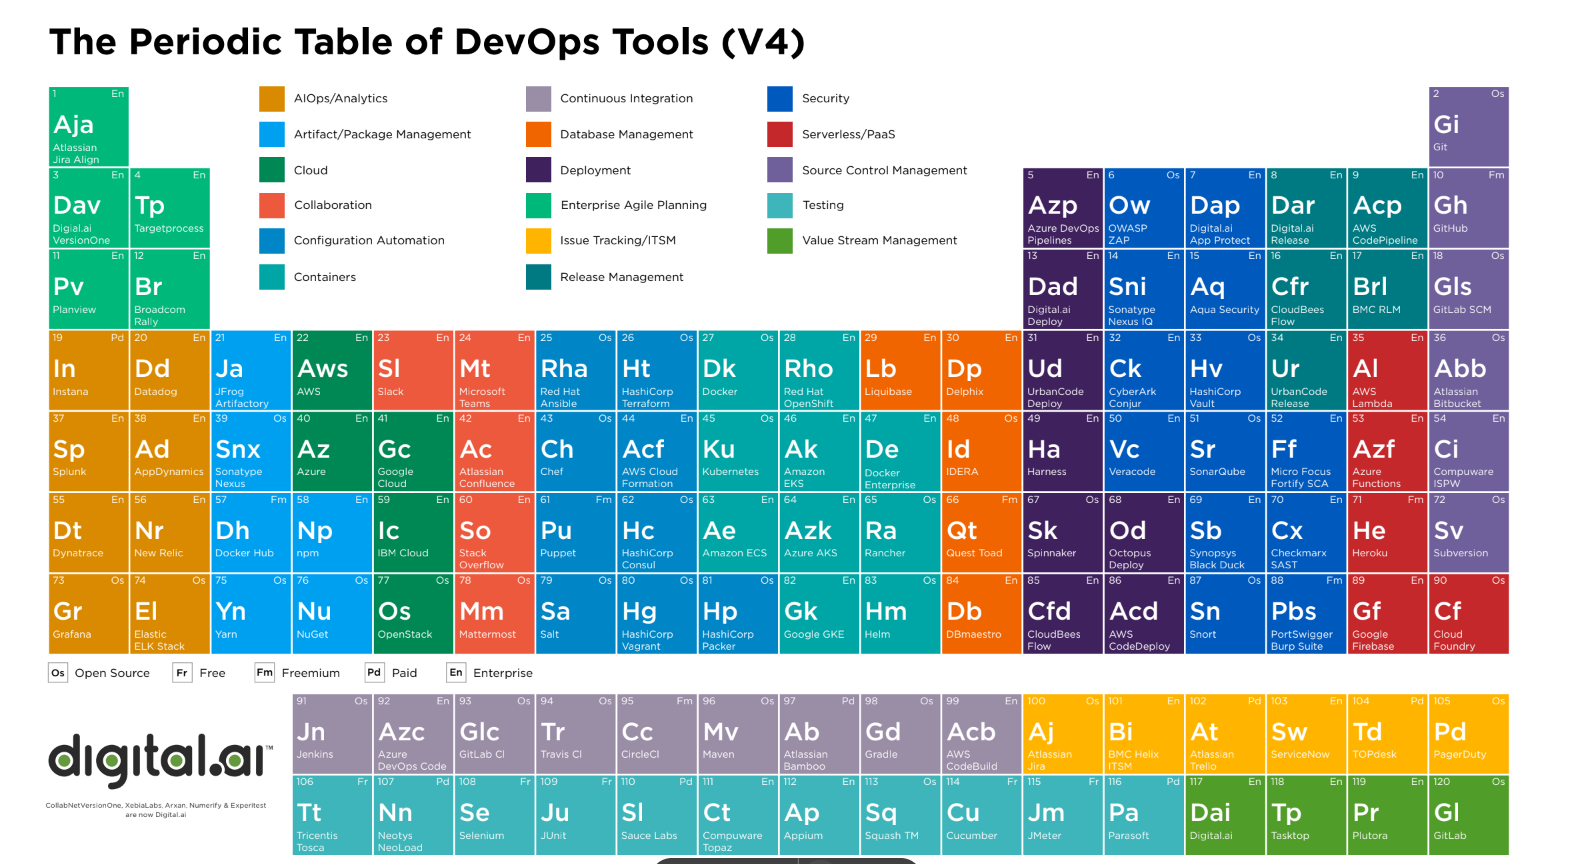 The Periodic Table of DevOps Tools (V4)
AIOps/Analytics
Artifact/Package Management
Cloud
Collaboration
Configuration Automation
Containers
Continuous Integration
Database Management
Deployment
Enterprise Agile Planning
Issue Tracking/ITSM
Release Management
Security
Serverless/PaaS
Source Control Management
Testing
Value Stream Management
1 En
Aja
Atlassian
Jira Align
2 Os
Gi
Git
3 En
Dav
Digial.ai
VersionOne
4 En
Tp
Targetprocess
5 En
Azp
Azure DevOps
Pipelines
6 Os
Ow
OWASP
ZAP
7 En
Dap
Digital.ai
App Protect
8 En
Dar
Digital.ai
Release
9 En
Acp
AWS
CodePipeline
10 Fm
Gh
GitHub
11 En
Pv
Planview
12 En
Br
Broadcom
Rally
13 En
Dad
Digital.ai
Deploy
14 En
Sni
Sonatype
Nexus IQ
15 En
Aq
Aqua Security
16 En
Cfr
CloudBees
Flow
17 En
Brl
BMC RLM
18 Os
Gls
GitLab SCM
19 Pd
In
Instana
20 En
Dd
Datadog
21 En
Ja
JFrog
Artifactory
22 En
Aws
AWS
23 En
Sl
Slack
24 En
Mt
Microsoft
Teams
25 Os
Rha
Red Hat
Ansible
26 Os
Ht
HashiCorp
Terraform
27 Os
Dk
Docker
28 En
Rho
Red Hat
OpenShift
29 En
Lb
Liquibase
30 En
Dp
Delphix
31 En
Ud
UrbanCode
Deploy
32 En
Ck
CyberArk
Conjur
33 Os
Hv
HashiCorp
Vault
34 En
Ur
UrbanCode
Release
35 En
Al
AWS
Lambda
36 Os
Abb
Atlassian
Bitbucket
37 En
Sp
Splunk
38 En
Ad
AppDynamics
39 Os
Snx
Sonatype
Nexus
40 En
Az
Azure
41 En
Gc
Google
Cloud
42 En
Ac
Atlassian
Confluence
43 Os
Ch
Chef
44 En
Acf
AWS Cloud
Formation
45 Os
Ku
Kubernetes
46 En
Ak
Amazon
EKS
47 En
De
Docker
Enterprise
48 Os
Id
IDERA
49 En
Ha
Harness
50 En
Vc
Veracode
51 Os
Sr
SonarQube
52 En
Ff
Micro Focus
Fortify SCA
53 En
Azf
Azure
Functions
54 En
Ci
Compuware
ISPW
55 En
Dt
Dynatrace
56 En
Nr
New Relic
57 Fm
Dh
Docker Hub
58 En
Np
npm
59 En
Ic
IBM Cloud
60 En
So
Stack
Overflow
61 Fm
Pu
Puppet
62 Os
Hc
HashiCorp
Consul
63 En
Ae
Amazon ECS
64 En
Azk
Azure AKS
65 Os
Ra
Rancher
66 Fm
Qt
Quest Toad
67 Os
Sk
Spinnaker
68 En
Od
Octopus
Deploy
69 En
Sb
Synopsys
Black Duck
70 En
Cx
Checkmarx
SAST
71 Fm
He
Heroku
72 Os
Sv
Subversion
73 Os
Gr
Grafana
74 Os
El
Elastic
ELK Stack
75 Os
Yn
Yarn
76 Os
Nu
NuGet
77 Os
Os
OpenStack
78 Os
Mm
Mattermost
79 Os
Sa
Salt
80 Os
Hg
HashiCorp
Vagrant
81 Os
Hp
HashiCorp
Packer
82 En
Gk
Google GKE
83 Os
Hm
Helm
84 En
Db
DBmaestro
85 En
Cfd
CloudBees
Flow
86 En
Acd
AWS
CodeDeploy
87 Os
Sn
Snort
88 Fm
Pbs
PortSwigger
Burp Suite
89 En
Gf
Google
Firebase
90 Os
Cf
Cloud
Foundry
Os Open Source
Fr Free
Fm Freemium
Pd Paid
En Enterprise
91 Os
Jn
Jenkins
92 En
Azc
Azure
DevOps Code
93 Os
Glc
GitLab CI
94 Os
Tr
Travis CI
95 Fm
Cc
CircleCI
96 Os
Mv
Maven
97 Pd
Ab
Atlassian
Bamboo
98 Os
Gd
Gradle
99 En
Acb
AWS
CodeBuild
100 Os
Aj
Atlassian
Jira
101 En
Bi
BMC Helix
ITSM
102 Pd
At
Atlassian
Trello
103 En
Sw
ServiceNow
104 Pd
Td
TOPdesk
105 Os
Pd
PagerDuty
digital.ai™
CollabNetVersionOne, XebiaLabs, Arxan, Numerify & Experitest
are now Digital.ai
106 Fr
Tt
Tricentis
Tosca
107 Pd
Nn
Neotys
NeoLoad
108 Fr
Se
Selenium
109 Fr
Ju
JUnit
110 Pd
Sl
Sauce Labs
111 En
Ct
Compuware
Topaz
112 En
Ap
Appium
113 Os
Sq
Squash TM
114 Fr
Cu
Cucumber
115 Fr
Jm
JMeter
116 Pd
Pa
Parasoft
117 En
Dai
Digital.ai
118 En
Tp
Tasktop
119 En
Pr
Plutora
120 Os
Gl
GitLab